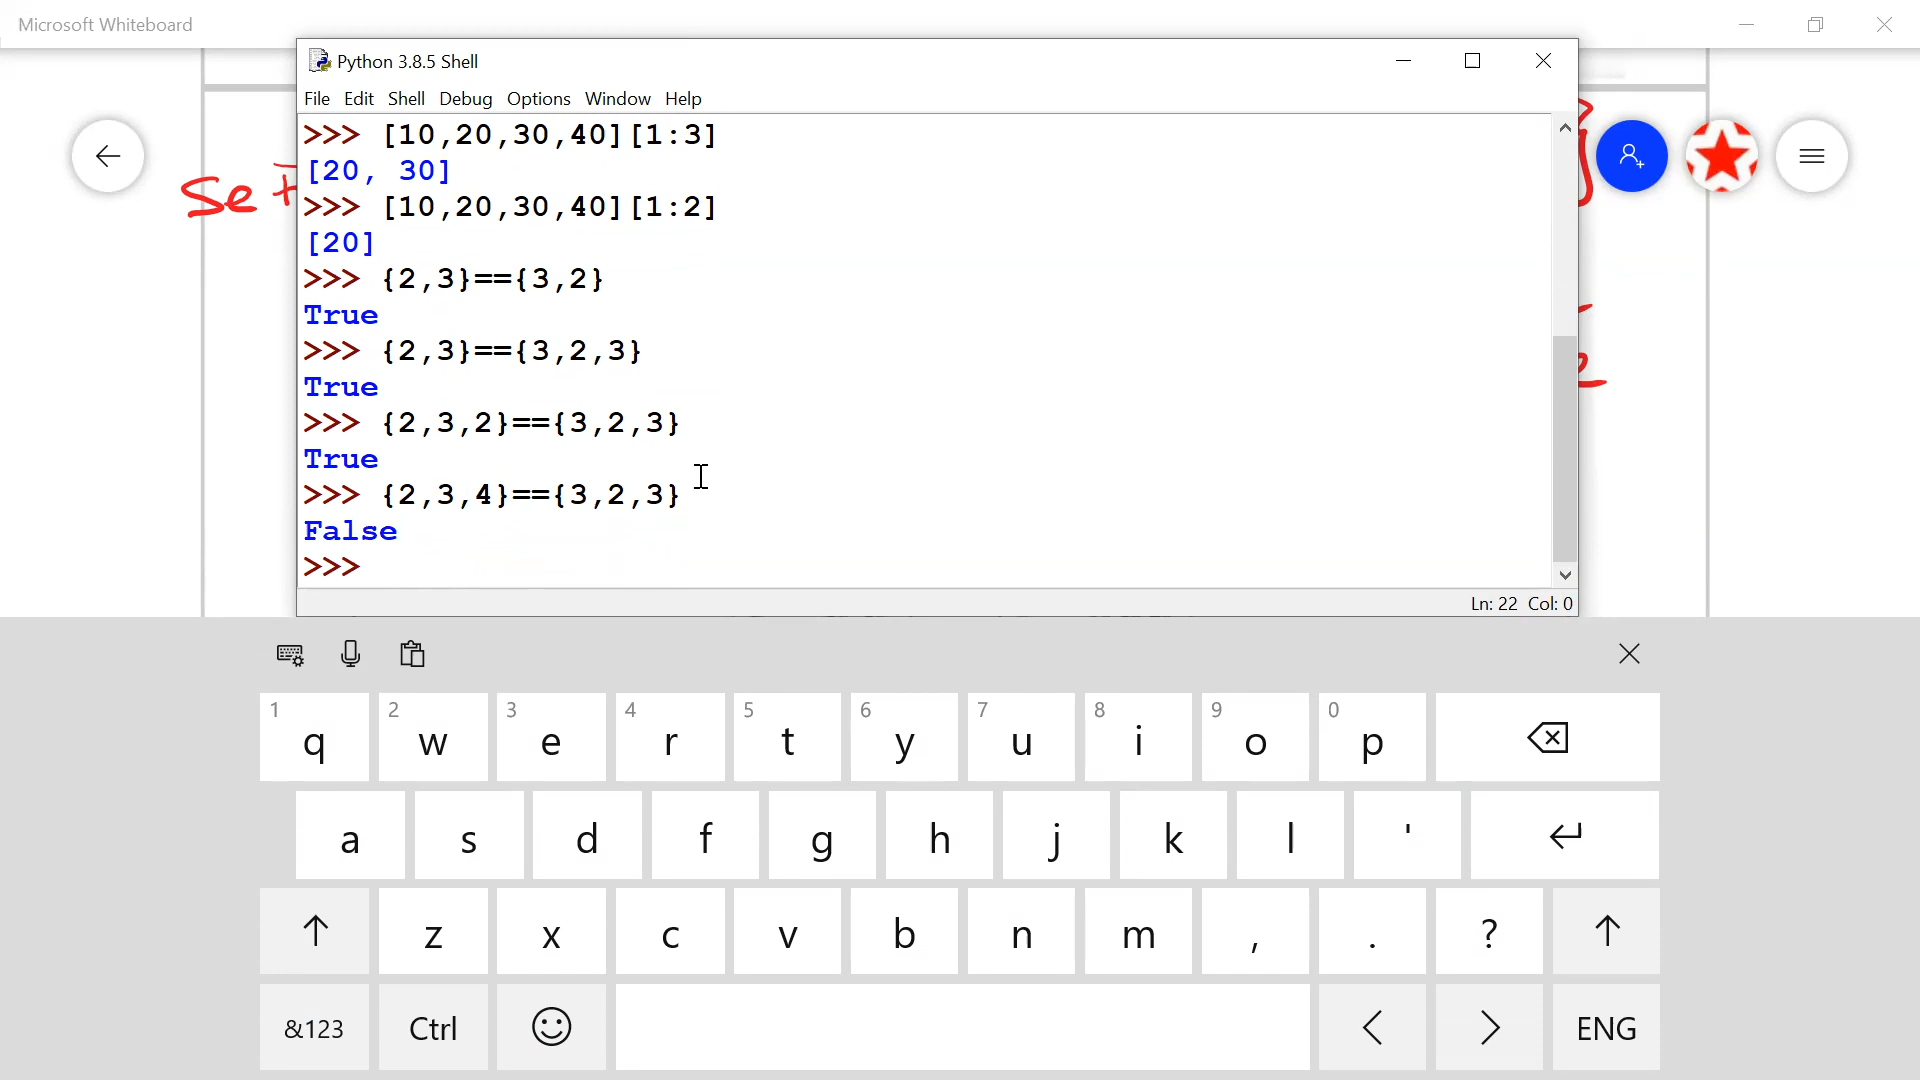 Microsoft Whiteboard
Python 3.8.5 Shell
File Edit Shell Debug Options Window Help
>>> [10,20,30,40][1:3]
[20, 30]
>>> [10,20,30,40][1:2]
[20]
>>> {2,3}=={3,2}
True
>>> {2,3}=={3,2,3}
True
>>> {2,3,2}=={3,2,3}
True
>>> {2,3,4}=={3,2,3}
False
>>>
Ln: 22 Col: 0
Set
1 2 3 4 5 6 7 8 9 0
q w e r t y u i o p
a s d f g h j k l '
z x c v b n m , . ?
&123 Ctrl < > ENG